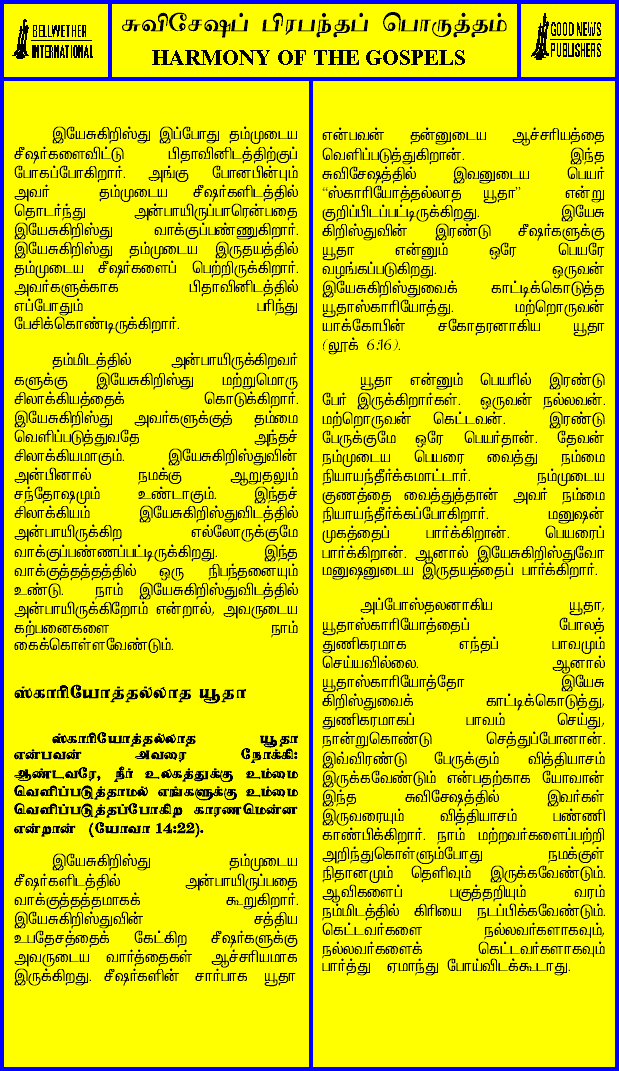 BELLWETHER
INTERNATIONAL
சுவிசேஷப் பிரபந்தப் பொருத்தம்
HARMONY OF THE GOSPELS
GOOD NEWS
PUBLISHERS
இயேசுகிறிஸ்து இப்போது தம்முடைய
சீஷர்களைவிட்டு பிதாவினிடத்திற்குப்
போகப்போகிறார். அங்கு போனபின்பும்
அவர் தம்முடைய சீஷர்களிடத்தில்
தொடர்ந்து அன்பாயிருப்பாரென்பதை
இயேசுகிறிஸ்து வாக்குப்பண்ணுகிறார்.
இயேசுகிறிஸ்து தம்முடைய இருதயத்தில்
தம்முடைய சீஷர்களைப் பெற்றிருக்கிறார்.
அவர்களுக்காக பிதாவினிடத்தில்
எப்போதும் பரிந்து
பேசிக்கொண்டிருக்கிறார்.
தம்மிடத்தில் அன்பாயிருக்கிறவர்
களுக்கு இயேசுகிறிஸ்து மற்றுமொரு
சிலாக்கியத்தைக் கொடுக்கிறார்.
இயேசுகிறிஸ்து அவர்களுக்குத் தம்மை
வெளிப்படுத்துவதே அந்தச்
சிலாக்கியமாகும். இயேசுகிறிஸ்துவின்
அன்பினால் நமக்கு ஆறுதலும்
சந்தோஷமும் உண்டாகும். இந்தச்
சிலாக்கியம் இயேசுகிறிஸ்துவிடத்தில்
அன்பாயிருக்கிற எல்லோருக்குமே
வாக்குப்பண்ணப்பட்டிருக்கிறது. இந்த
வாக்குத்தத்தத்தில் ஒரு நிபந்தனையும்
உண்டு. நாம் இயேசுகிறிஸ்துவிடத்தில்
அன்பாயிருக்கிறோம் என்றால், அவருடைய
கற்பனைகளை நாம்
கைக்கொள்ளவேண்டும்.
ஸ்காரியோத்தல்லாத யூதா
ஸ்காரியோத்தல்லாத யூதா
என்பவன் அவரை நோக்கி:
ஆண்டவரே, நீர் உலகத்துக்கு உம்மை
வெளிப்படுத்தாமல் எங்களுக்கு உம்மை
வெளிப்படுத்தப்போகிற காரணமென்ன
என்றான் (யோவா 14:22).
இயேசுகிறிஸ்து தம்முடைய
சீஷர்களிடத்தில் அன்பாயிருப்பதை
வாக்குத்தத்தமாகக் கூறுகிறார்.
இயேசுகிறிஸ்துவின் சத்திய
உபதேசத்தைக் கேட்கிற சீஷர்களுக்கு
அவருடைய வார்த்தைகள் ஆச்சரியமாக
இருக்கிறது. சீஷர்களின் சார்பாக யூதா
என்பவன் தன்னுடைய ஆச்சரியத்தை
வெளிப்படுத்துகிறான். இந்த
சுவிசேஷத்தில் இவனுடைய பெயர்
“ஸ்காரியோத்தல்லாத யூதா” என்று
குறிப்பிடப்பட்டிருக்கிறது. இயேசு
கிறிஸ்துவின் இரண்டு சீஷர்களுக்கு
யூதா என்னும் ஒரே பெயரே
வழங்கப்படுகிறது. ஒருவன்
இயேசுகிறிஸ்துவைக் காட்டிக்கொடுத்த
யூதாஸ்காரியோத்து. மற்றொருவன்
யாக்கோபின் சகோதரனாகிய யூதா
(லூக் 6:16).
யூதா என்னும் பெயரில் இரண்டு
பேர் இருக்கிறார்கள். ஒருவன் நல்லவன்.
மற்றொருவன் கெட்டவன். இரண்டு
பேருக்குமே ஒரே பெயர்தான். தேவன்
நம்முடைய பெயரை வைத்து நம்மை
நியாயந்தீர்க்கமாட்டார். நம்முடைய
குணத்தை வைத்துத்தான் அவர் நம்மை
நியாயந்தீர்க்கப்போகிறார். மனுஷன்
முகத்தைப் பார்க்கிறான். பெயரைப்
பார்க்கிறான். ஆனால் இயேசுகிறிஸ்துவோ
மனுஷனுடைய இருதயத்தைப் பார்க்கிறார்.
அப்போஸ்தலனாகிய யூதா,
யூதாஸ்காரியோத்தைப் போலத்
துணிகரமாக எந்தப் பாவமும்
செய்யவில்லை. ஆனால்
யூதாஸ்காரியோத்தோ இயேசு
கிறிஸ்துவைக் காட்டிக்கொடுத்து,
துணிகரமாகப் பாவம் செய்து,
நான்றுகொண்டு செத்துப்போனான்.
இவ்விரண்டு பேருக்கும் வித்தியாசம்
இருக்கவேண்டும் என்பதற்காக யோவான்
இந்த சுவிசேஷத்தில் இவர்கள்
இருவரையும் வித்தியாசம் பண்ணி
காண்பிக்கிறார். நாம் மற்றவர்களைப்பற்றி
அறிந்துகொள்ளும்போது நமக்குள்
நிதானமும் தெளிவும் இருக்கவேண்டும்.
ஆவிகளைப் பகுத்தறியும் வரம்
நம்மிடத்தில் கிரியை நடப்பிக்கவேண்டும்.
கெட்டவர்களை நல்லவர்களாகவும்,
நல்லவர்களைக் கெட்டவர்களாகவும்
பார்த்து ஏமாந்து போய்விடக்கூடாது.